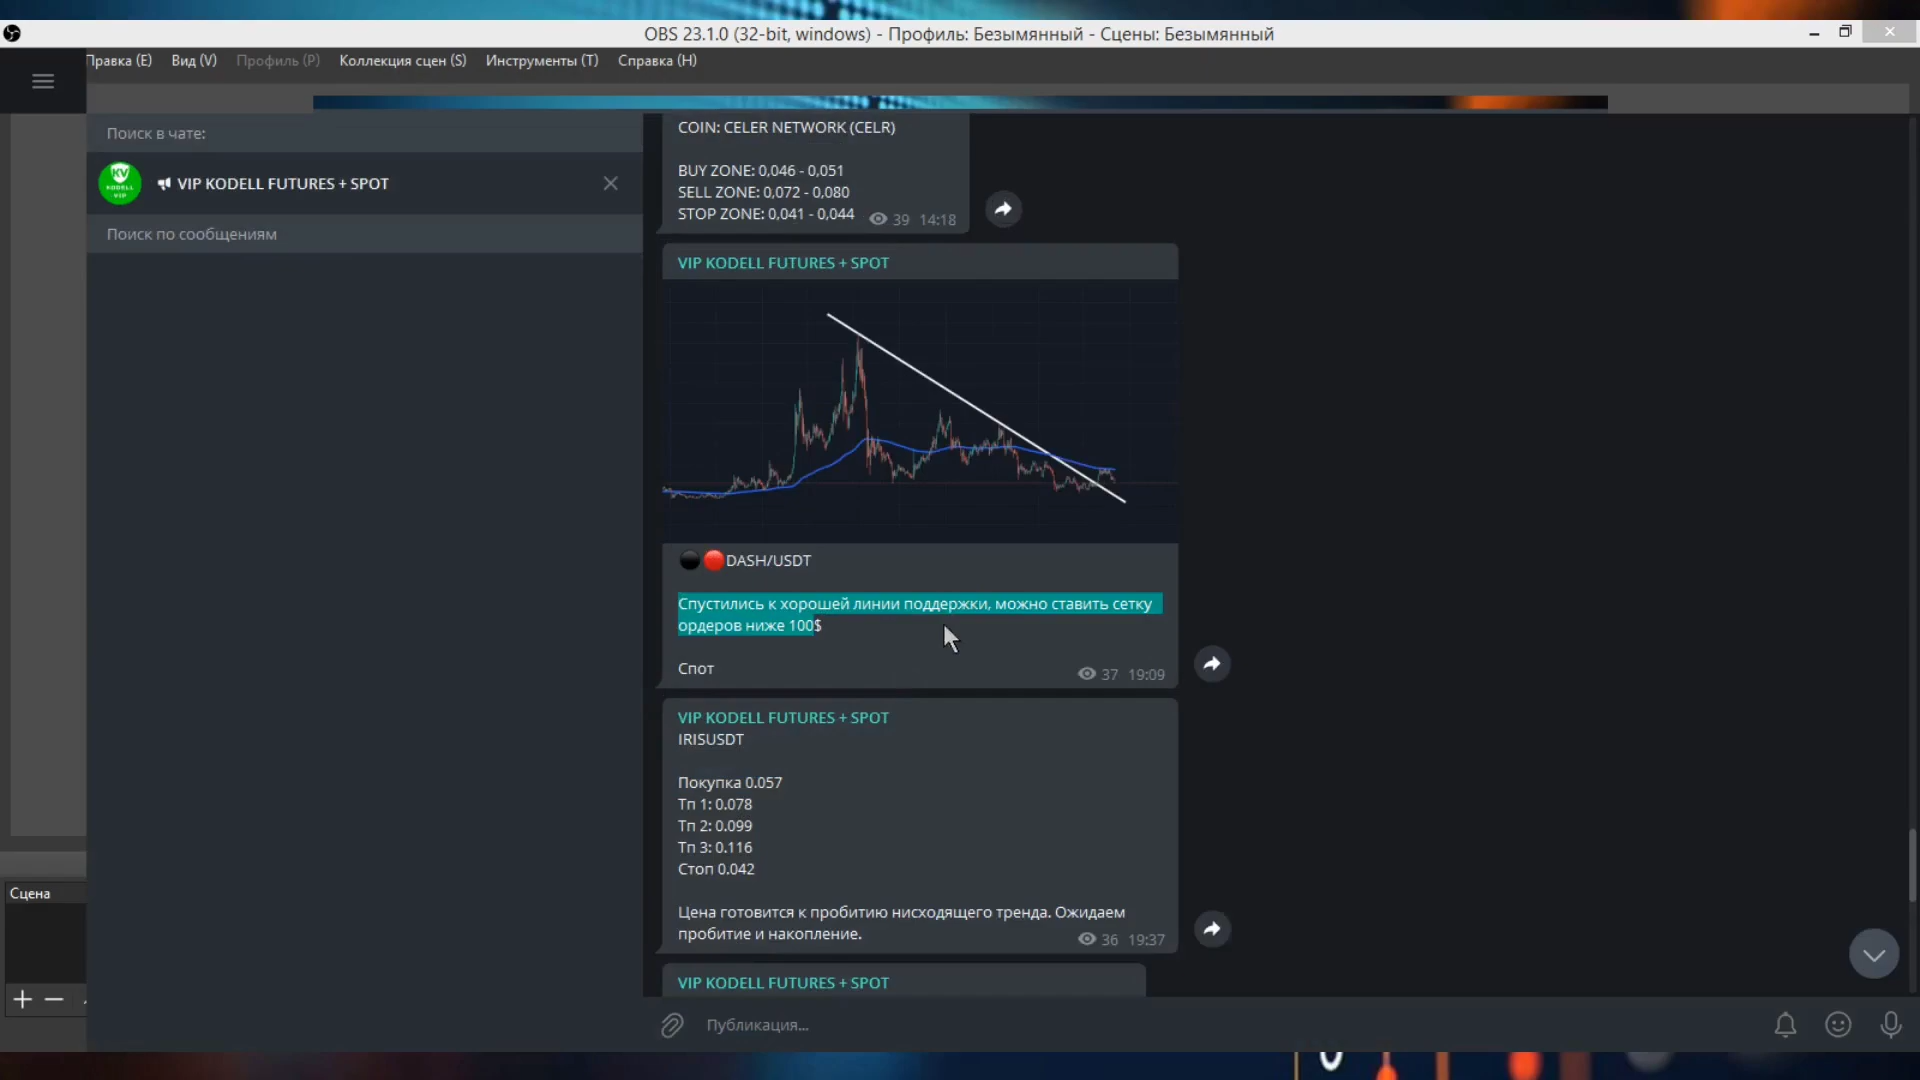 OBS 23.1.0 (32-bit, windows) - Профиль: Безымянный - Сцены: Безымянный
Правка (E) Вид (V) Профиль (P) Коллекция сцен (S) Инструменты (T) Справка (H)
Поиск в чате:
KV
KODELL
VIP
VIP KODELL FUTURES + SPOT
Поиск по сообщениям
COIN: CELER NETWORK (CELR)
BUY ZONE: 0,046 - 0,051
SELL ZONE: 0,072 - 0,080
STOP ZONE: 0,041 - 0,044
39 14:18
VIP KODELL FUTURES + SPOT
DASH/USDT
Спустились к хорошей линии поддержки, можно ставить сетку
ордеров ниже 100$
Спот
37 19:09
VIP KODELL FUTURES + SPOT
IRISUSDT
Покупка 0.057
Тп 1: 0.078
Тп 2: 0.099
Тп 3: 0.116
Стоп 0.042
Цена готовится к пробитию нисходящего тренда. Ожидаем
пробитие и накопление.
36 19:37
VIP KODELL FUTURES + SPOT
Публикация...
Сцена